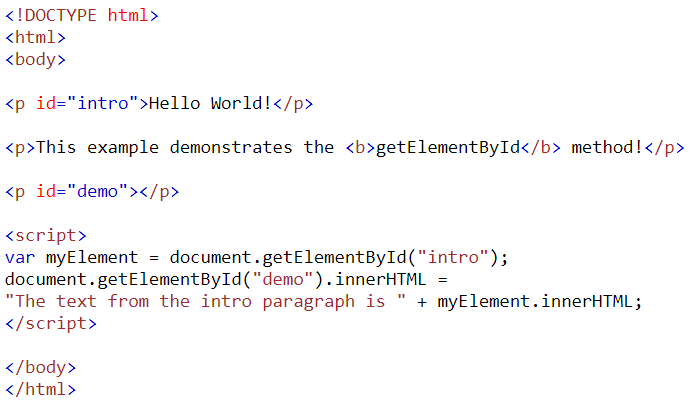 <!DOCTYPE html>
<html>
<body>
<p id="intro">Hello World!</p>
<p>This example demonstrates the <b>getElementById</b> method!</p>
<p id="demo"></p>
<script>
var myElement = document.getElementById("intro");
document.getElementById("demo").innerHTML =
"The text from the intro paragraph is " + myElement.innerHTML;
</script>
</body>
</html>